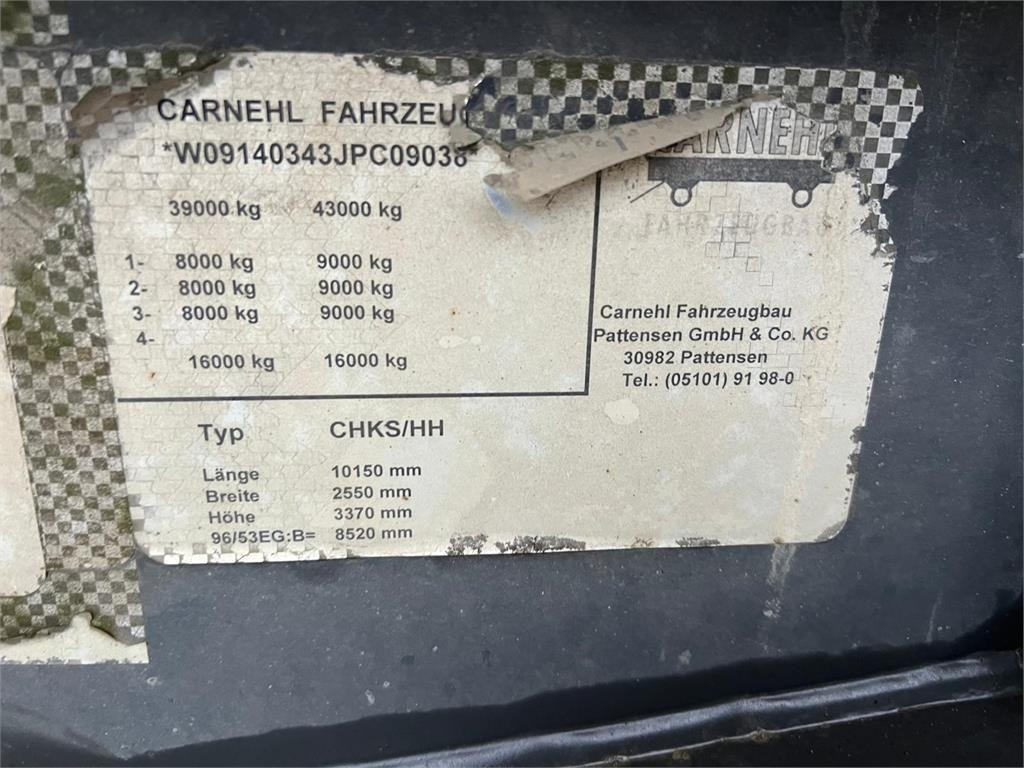 CARNEHL FAHRZEUG
*W09140343JPC09038*
39000 kg 43000 kg
1- 8000 kg 9000 kg
2- 8000 kg 9000 kg
3- 8000 kg 9000 kg
4-
16000 kg 16000 kg
CARNEH
FAHRZEUGBAU
Carnehl Fahrzeugbau
Pattensen GmbH & Co. KG
30982 Pattensen
Tel.: (05101) 91 98-0
Typ CHKS/HH
Länge 10150 mm
Breite 2550 mm
Höhe 3370 mm
96/53EG:B= 8520 mm